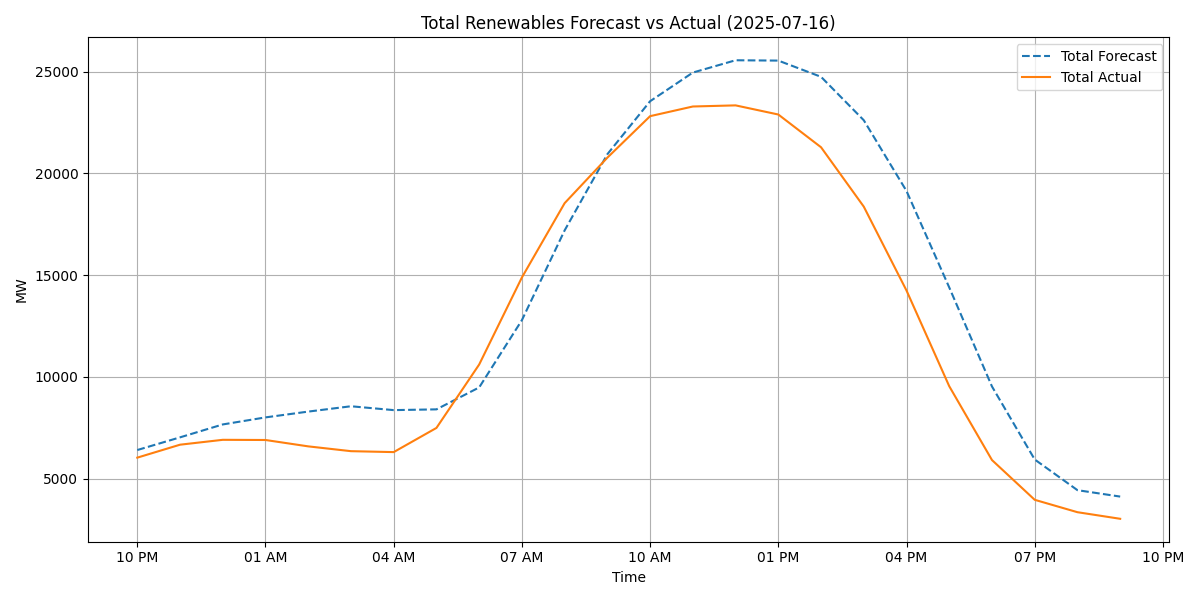 Total Renewables Forecast vs Actual (2025-07-16)
Total Forecast
Total Actual
MW
25000
20000
15000
10000
5000
10 PM 01 AM 04 AM 07 AM 10 AM 01 PM 04 PM 07 PM 10 PM
Time